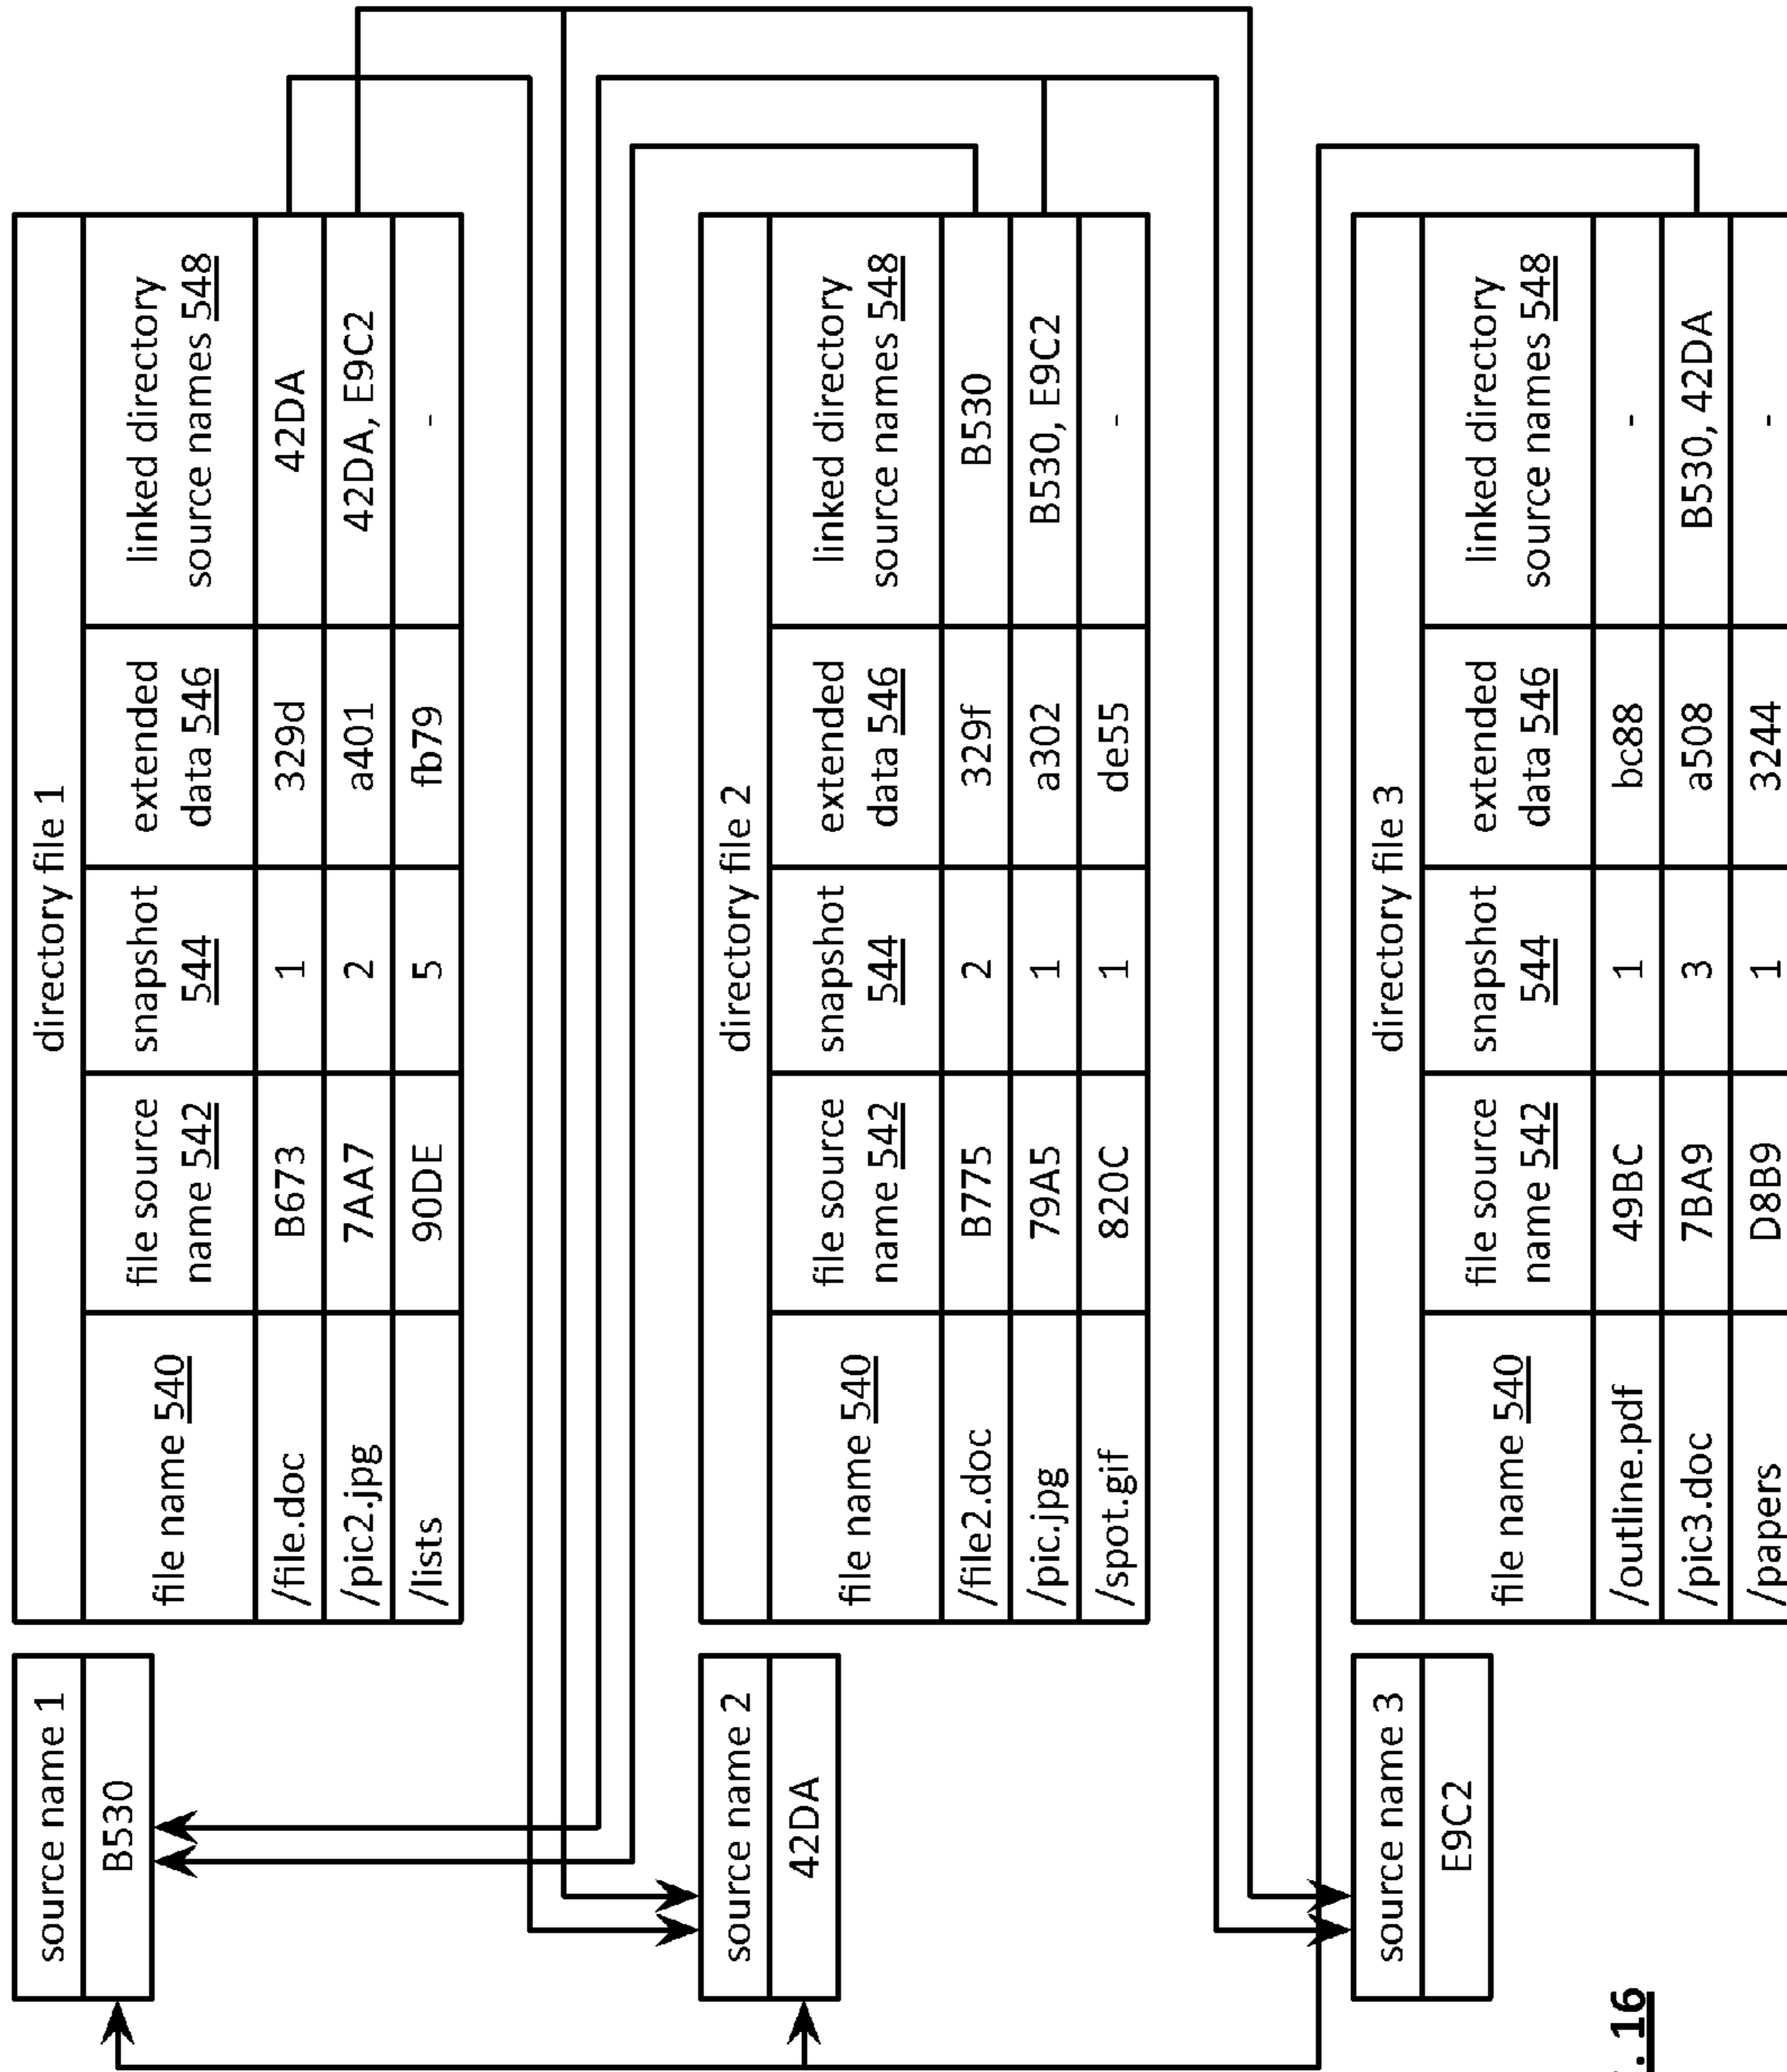 source name 1
B530
directory file 1
file name 540
file source name 542
snapshot 544
extended data 546
linked directory source names 548
//file.doc B673 1 329d 42DA
//pic2.jpg 7AA7 2 a401 42DA, E9C2
//lists 90DE 5 fb79 -
source name 2
42DA
directory file 2
file name 540
file source name 542
snapshot 544
extended data 546
linked directory source names 548
//file2.doc B775 2 329f B530
//pic.jpg 79A5 1 a302 B530, E9C2
//spot.gif 820C 1 de55 -
source name 3
E9C2
directory file 3
file name 540
file source name 542
snapshot 544
extended data 546
linked directory source names 548
/outline.pdf 49BC 1 bc88 -
/pic3.doc 7BA9 3 a508 B530, 42DA
/papers D8B9 1 3244 -
. 16